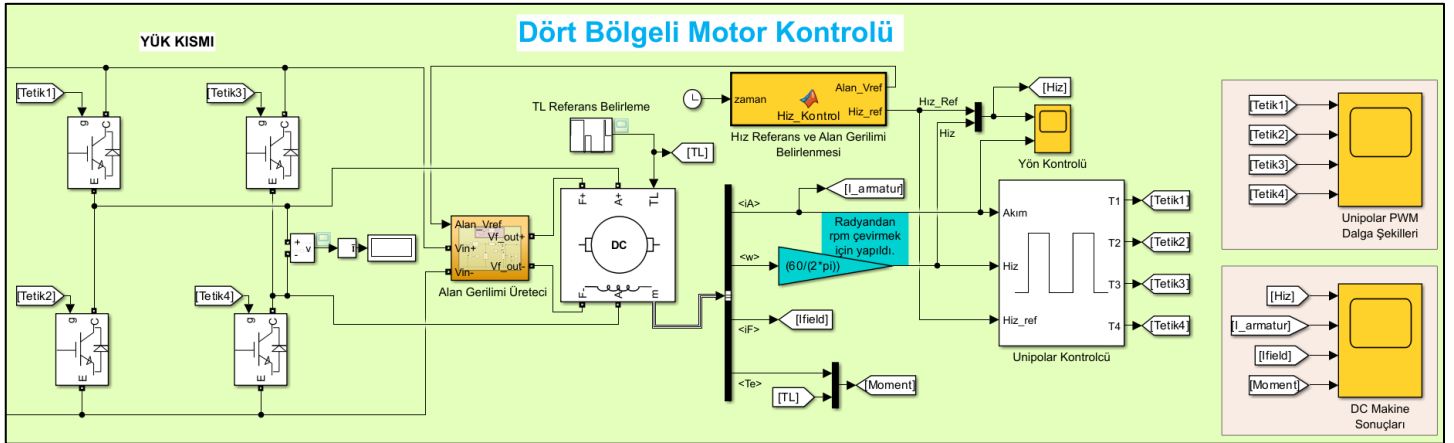 Dört Bölgeli Motor Kontrolü
YÜK KISMI
[Tetik1]
g
C
E
[Tetik3]
g
C
E
[Tetik2]
g
C
E
[Tetik4]
g
C
E
+
-
v
TL Referans Belirleme
[TL]
zaman
Hiz_Kontrol
Alan_Vref
Hiz_ref
Hız Referans ve Alan Gerilimi
Belirlenmesi
Alan_Vref
Vin+
Vin-
Vf_out+
Vf_out-
Alan Gerilimi Üreteci
F+
A+
TL
DC
F-
A-
m
Hız_Ref
Hiz
[Hiz]
Yön Kontrolü
<iA>
[I_armatur]
Radyandan
rpm çevirmek
için yapıldı.
<w>
(60/(2*pi))
<iF>
[Ifield]
<Te>
[TL]
[Moment]
Akım
Hiz
Hiz_ref
T1
T2
T3
T4
Unipolar Kontrolcü
[Tetik1]
[Tetik2]
[Tetik3]
[Tetik4]
[Tetik1]
[Tetik2]
[Tetik3]
[Tetik4]
Unipolar PWM
Dalga Şekilleri
[Hiz]
[I_armatur]
[Ifield]
[Moment]
DC Makine
Sonuçları